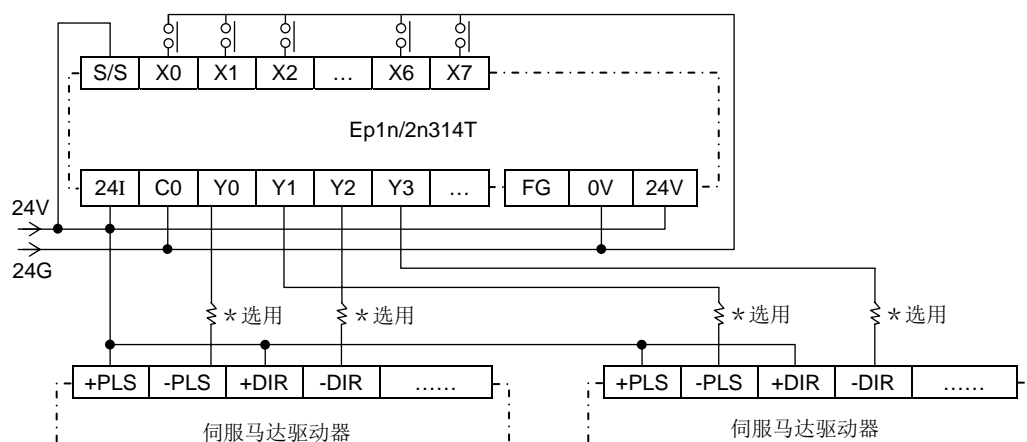 S/S X0 X1 X2 … X6 X7
Ep1n/2n314T
24I C0 Y0 Y1 Y2 Y3 … FG 0V 24V
24V
24G
*选用 *选用 *选用 *选用
+PLS -PLS +DIR -DIR …… +PLS -PLS +DIR -DIR ……
伺服马达驱动器 伺服马达驱动器